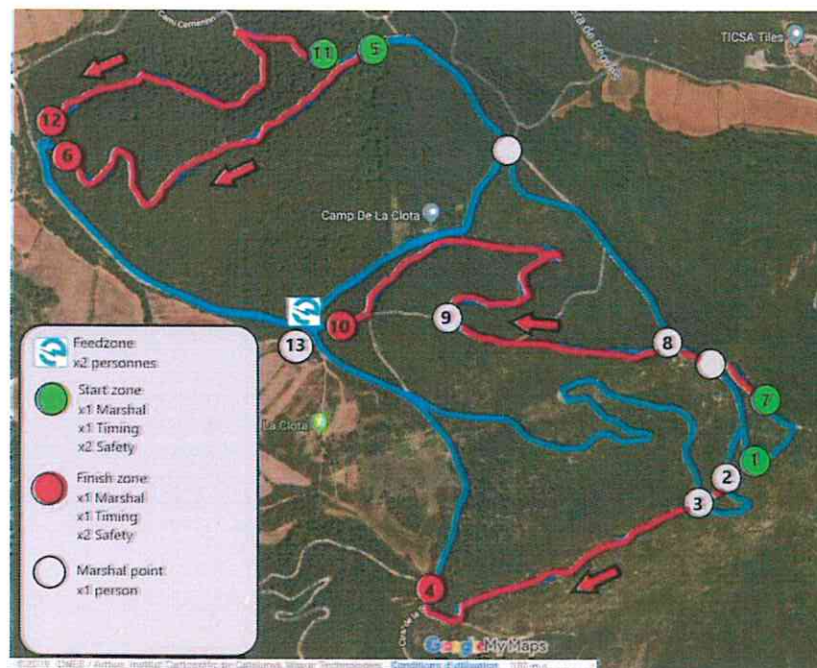 TICSA Tiles
11
5
12
6
Camp De La Clota
10
9
13
8
7
1
2
3
4
La Clota
Feedzone
x2 personnes
Start zone
x1 Marshal
x1 Timing
x2 Safety
Finish zone
x1 Marshal
x1 Timing
x2 Safety
Marshal point
x1 person
Google My Maps
Conditions d'utilisation